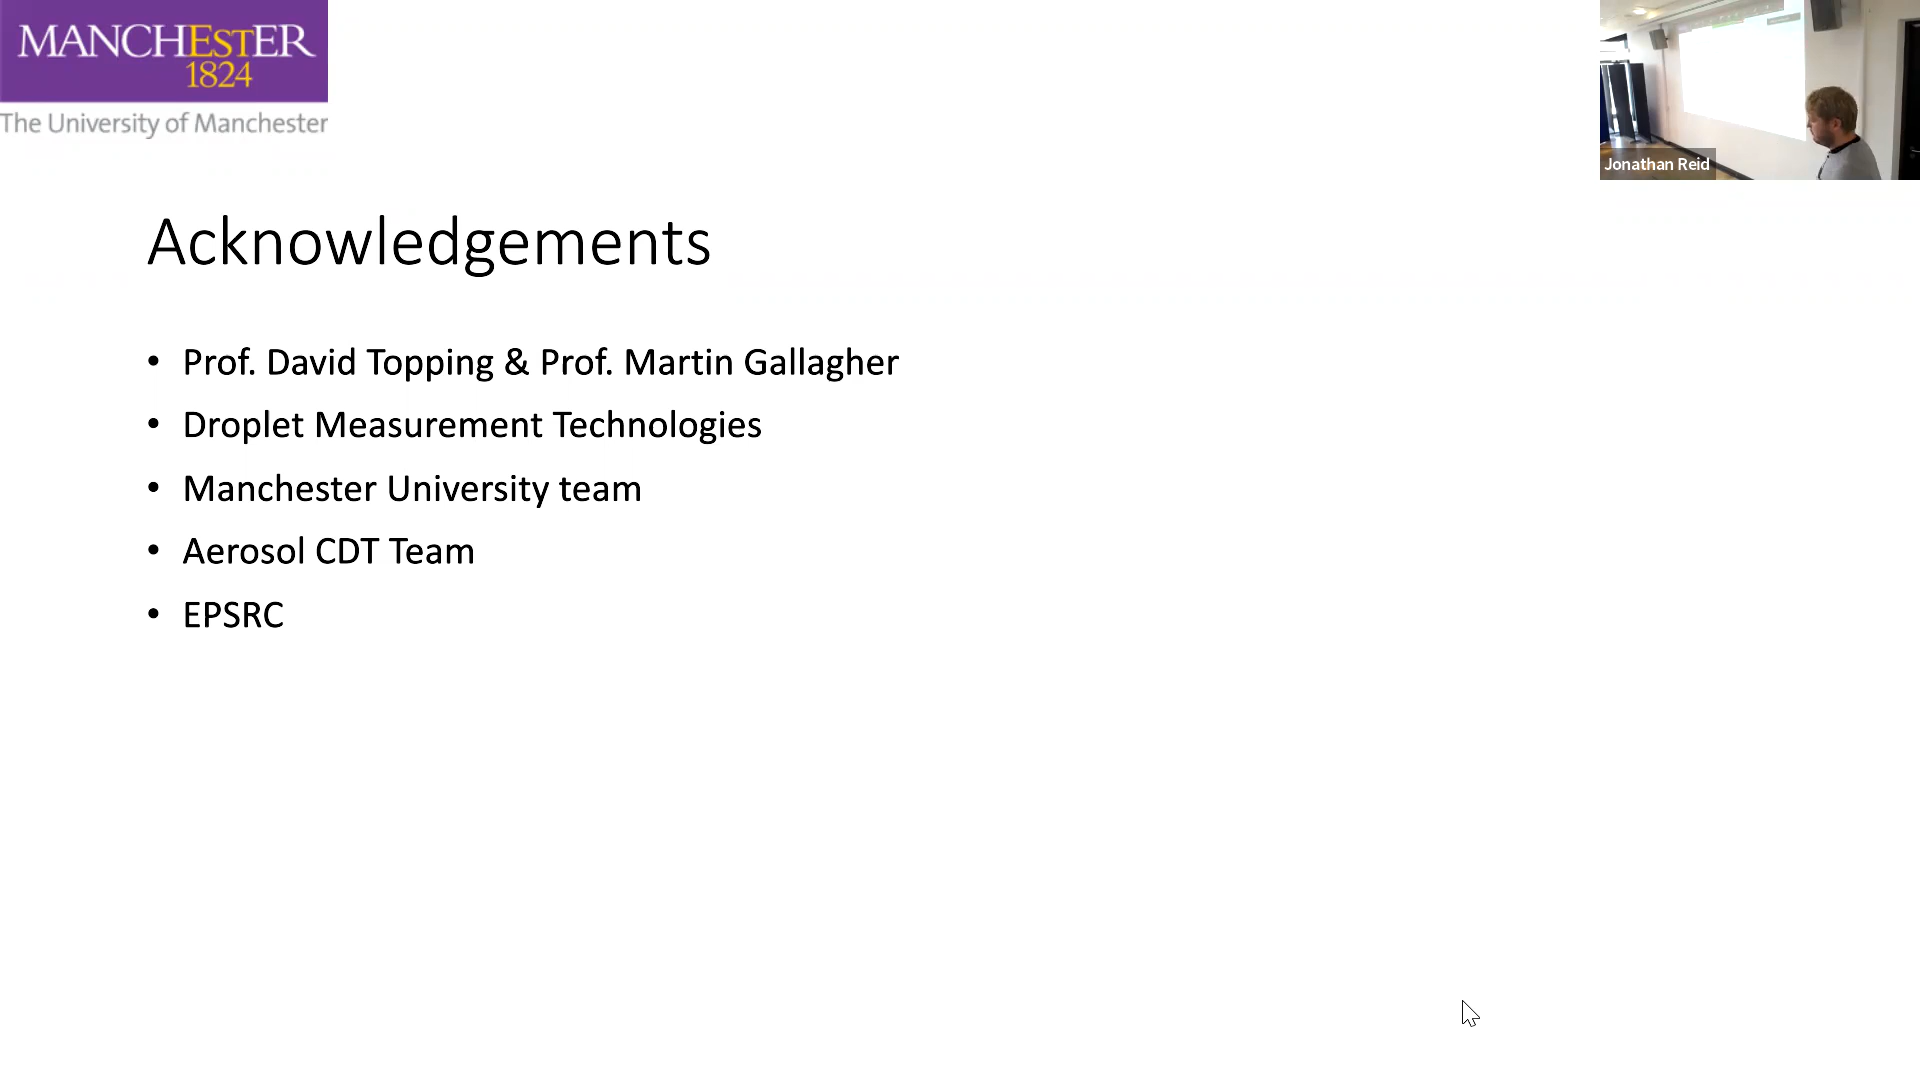 MANCHESTER
1824
The University of Manchester
Jonathan Reid
Acknowledgements
• Prof. David Topping & Prof. Martin Gallagher
• Droplet Measurement Technologies
• Manchester University team
• Aerosol CDT Team
• EPSRC